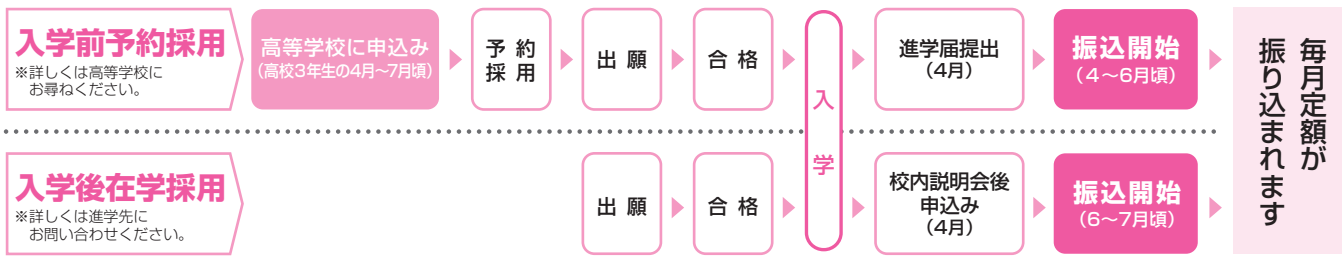 入学前予約採用
※詳しくは高等学校に
お尋ねください。
高等学校に申込み
(高校3年生の4月〜7月頃)
予約
採用
出願
合格
入学
進学届提出
(4月)
振込開始
(4〜6月頃)
毎月定額が
振り込まれます
入学後在学採用
※詳しくは進学先に
お問い合わせください。
出願
合格
校内説明会後
申込み
(4月)
振込開始
(6〜7月頃)